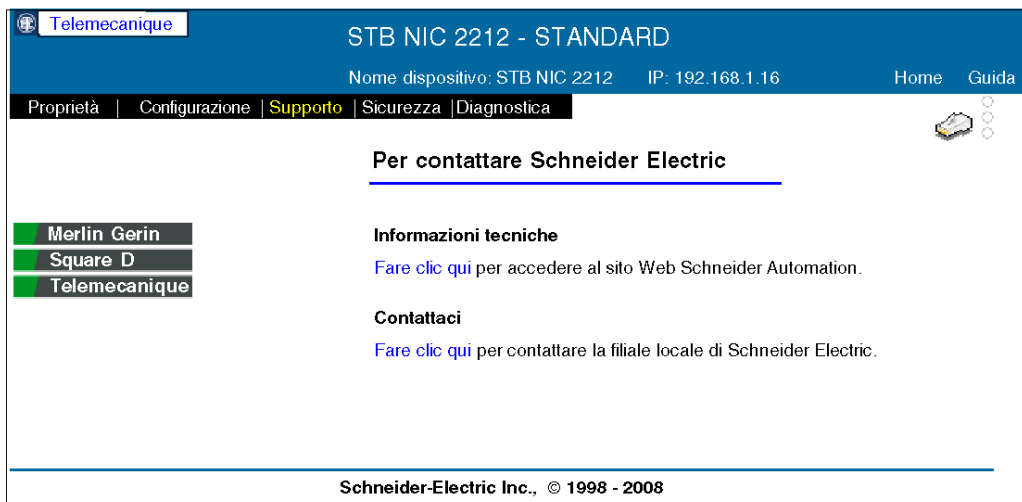 Telemecanique
STB NIC 2212 - STANDARD
Nome dispositivo: STB NIC 2212 IP: 192.168.1.16 Home Guida
Proprietà | Configurazione | Supporto | Sicurezza | Diagnostica
Per contattare Schneider Electric
Merlin Gerin
Square D
Telemecanique
Informazioni tecniche
Fare clic qui per accedere al sito Web Schneider Automation.
Contattaci
Fare clic qui per contattare la filiale locale di Schneider Electric.
Schneider-Electric Inc., © 1998 - 2008